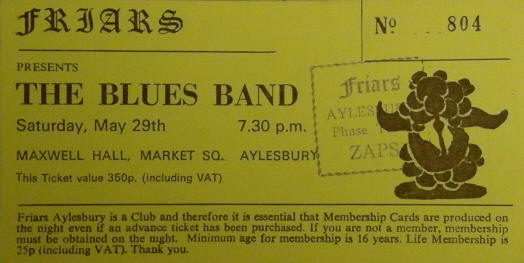 FRIARS
Nº ... 804
PRESENTS
THE BLUES BAND
Saturday, May 29th 7.30 p.m.
MAXWELL HALL, MARKET SQ. AYLESBURY
This Ticket value 350p. (including VAT)
Friars
AYLESBURY
Phase
ZAPS
Friars Aylesbury is a Club and therefore it is essential that Membership Cards are produced on
the night even if an advance ticket has been purchased. If you are not a member, membership
must be obtained on the night. Minimum age for membership is 16 years. Life Membership is
25p (including VAT). Thank you.